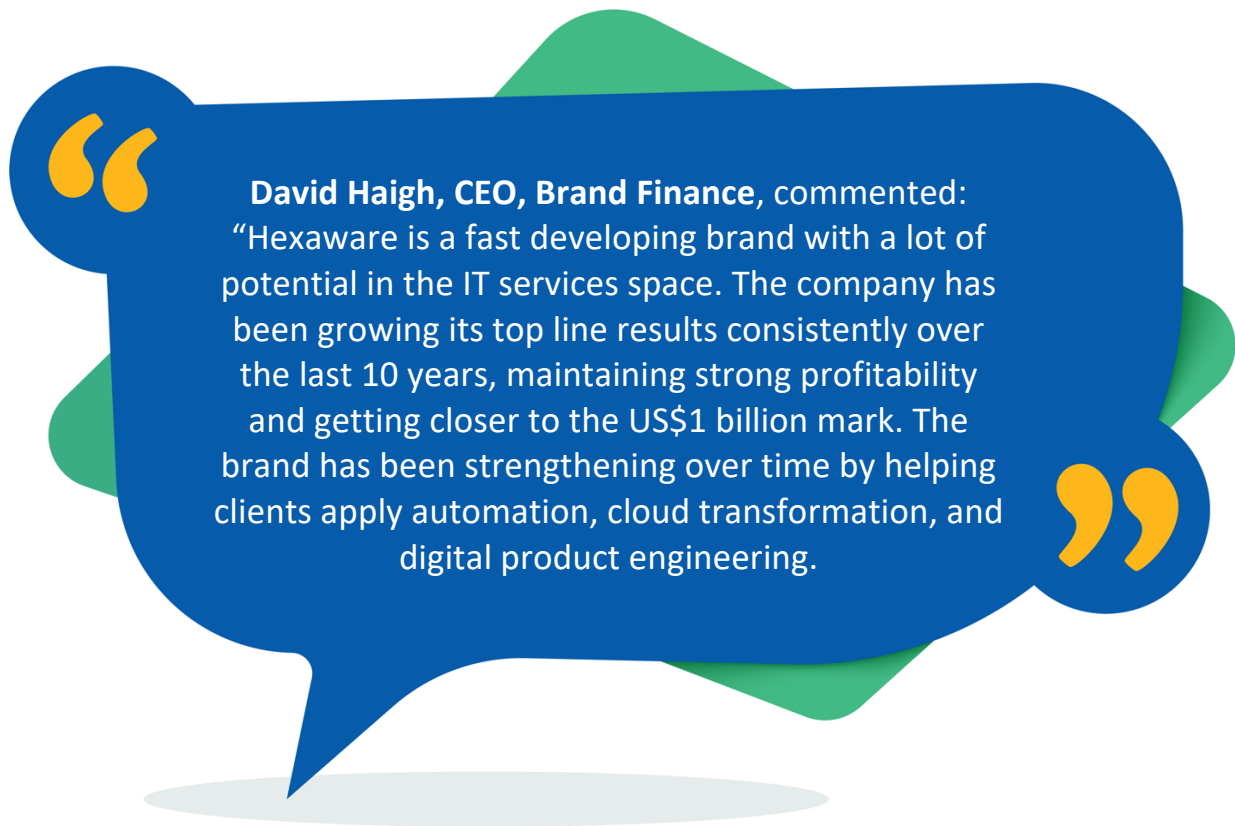 David Haigh, CEO, Brand Finance, commented:
“Hexaware is a fast developing brand with a lot of
potential in the IT services space. The company has
been growing its top line results consistently over
the last 10 years, maintaining strong profitability
and getting closer to the US$1 billion mark. The
brand has been strengthening over time by helping
clients apply automation, cloud transformation, and
digital product engineering.